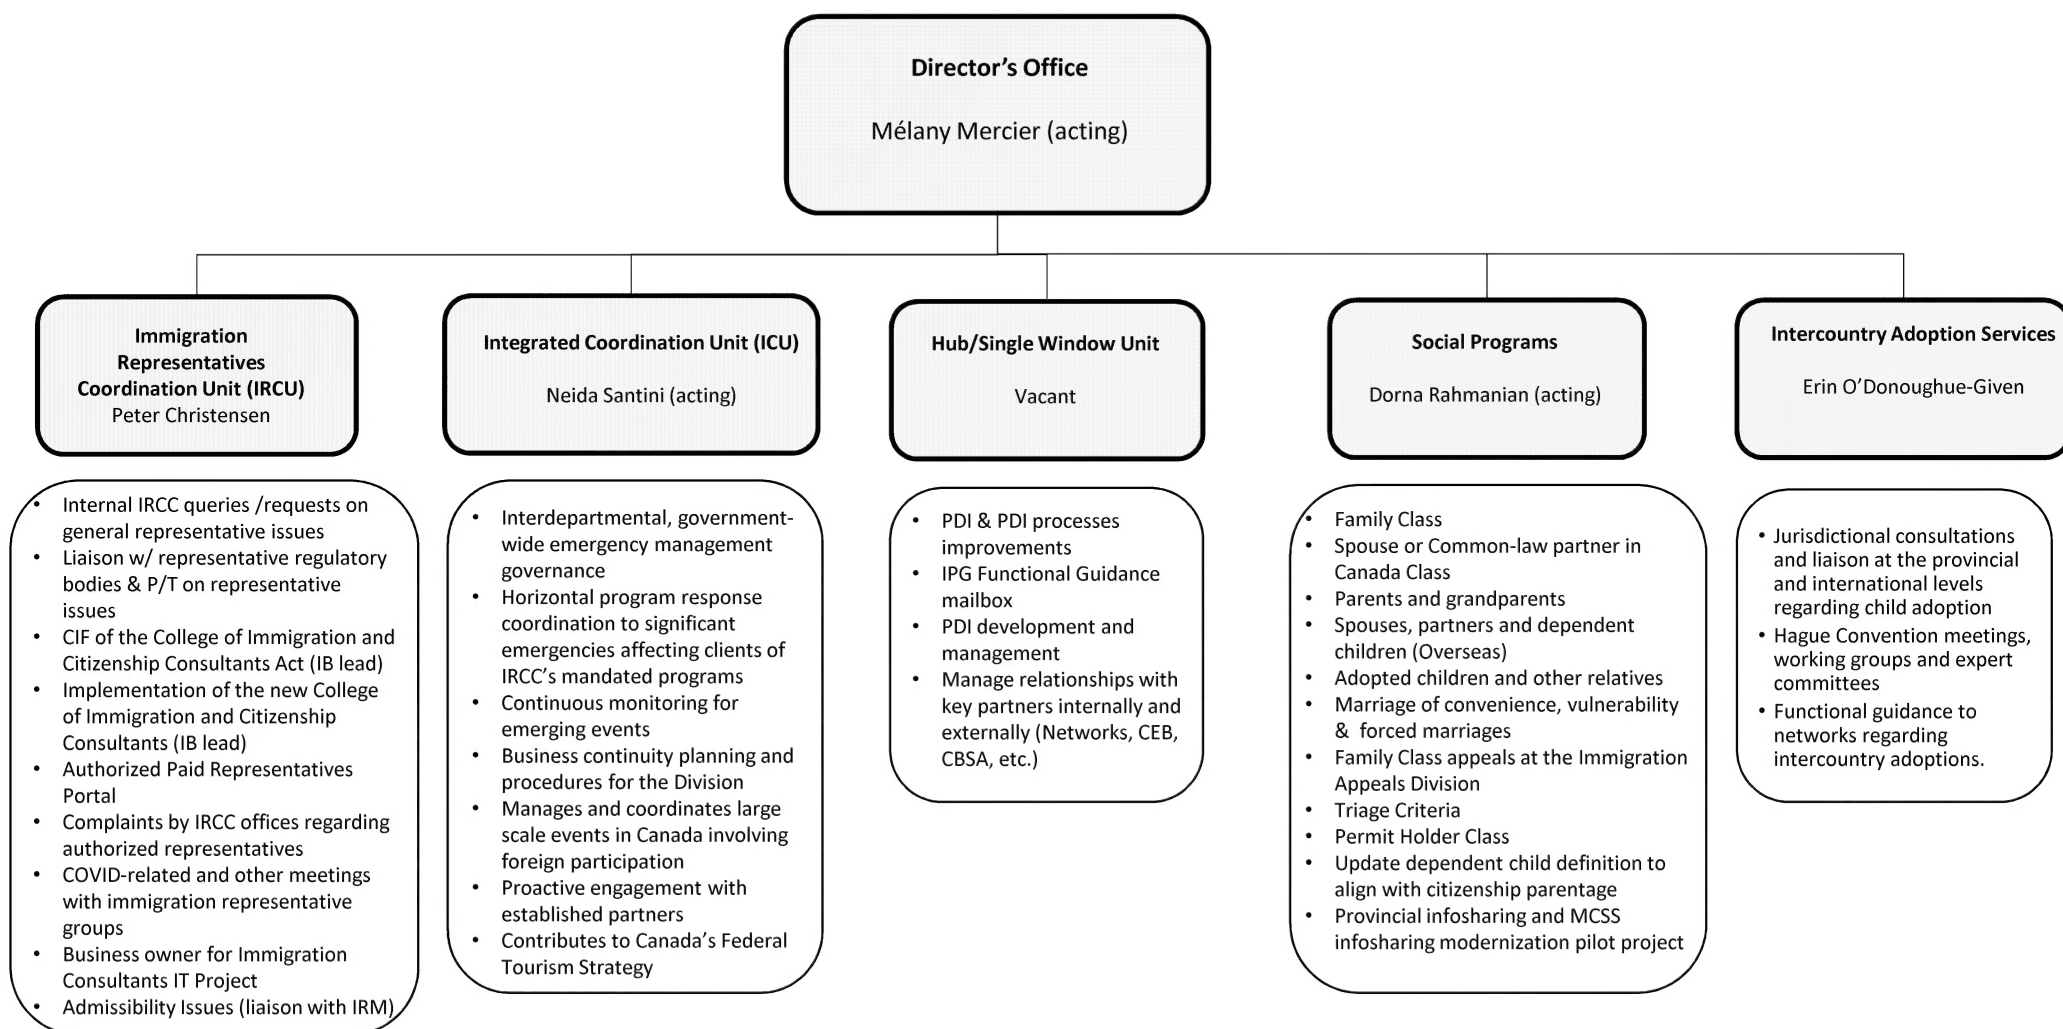 Director’s Office
Mélany Mercier (acting)
Immigration
Representatives
Coordination Unit (IRCU)
Peter Christensen
Integrated Coordination Unit (ICU)
Neida Santini (acting)
Hub/Single Window Unit
Vacant
Social Programs
Dorna Rahmanian (acting)
Intercountry Adoption Services
Erin O’Donoughue-Given
• Internal IRCC queries /requests on
general representative issues
• Liaison w/ representative regulatory
bodies & P/T on representative
issues
• CIF of the College of Immigration and
Citizenship Consultants Act (IB lead)
• Implementation of the new College
of Immigration and Citizenship
Consultants (IB lead)
• Authorized Paid Representatives
Portal
• Complaints by IRCC offices regarding
authorized representatives
• COVID-related and other meetings
with immigration representative
groups
• Business owner for Immigration
Consultants IT Project
• Admissibility Issues (liaison with IRM)
• Interdepartmental, government-
wide emergency management
governance
• Horizontal program response
coordination to significant
emergencies affecting clients of
IRCC’s mandated programs
• Continuous monitoring for
emerging events
• Business continuity planning and
procedures for the Division
• Manages and coordinates large
scale events in Canada involving
foreign participation
• Proactive engagement with
established partners
• Contributes to Canada’s Federal
Tourism Strategy
• PDI & PDI processes
improvements
• IPG Functional Guidance
mailbox
• PDI development and
management
• Manage relationships with
key partners internally and
externally (Networks, CEB,
CBSA, etc.)
• Family Class
• Spouse or Common-law partner in
Canada Class
• Parents and grandparents
• Spouses, partners and dependent
children (Overseas)
• Adopted children and other relatives
• Marriage of convenience, vulnerability
& forced marriages
• Family Class appeals at the Immigration
Appeals Division
• Triage Criteria
• Permit Holder Class
• Update dependent child definition to
align with citizenship parentage
• Provincial infosharing and MCSS
infosharing modernization pilot project
• Jurisdictional consultations
and liaison at the provincial
and international levels
regarding child adoption
• Hague Convention meetings,
working groups and expert
committees
• Functional guidance to
networks regarding
intercountry adoptions.